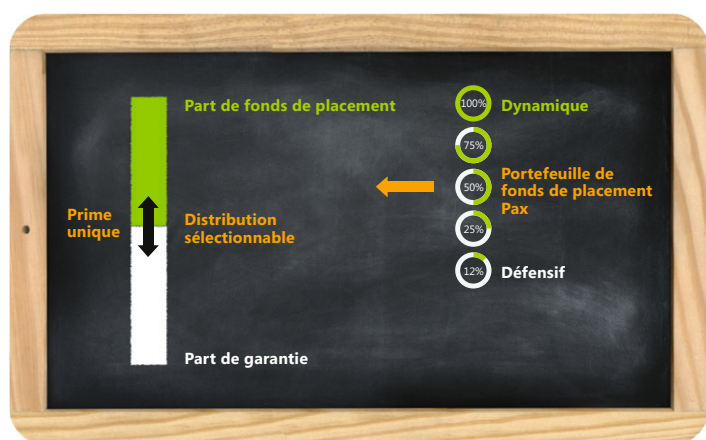 Part de fonds de placement
100%
Dynamique
75%
Portefeuille de
fonds de placement
Pax
50%
Prime
unique
Distribution
sélectionnable
25%
12%
Défensif
Part de garantie